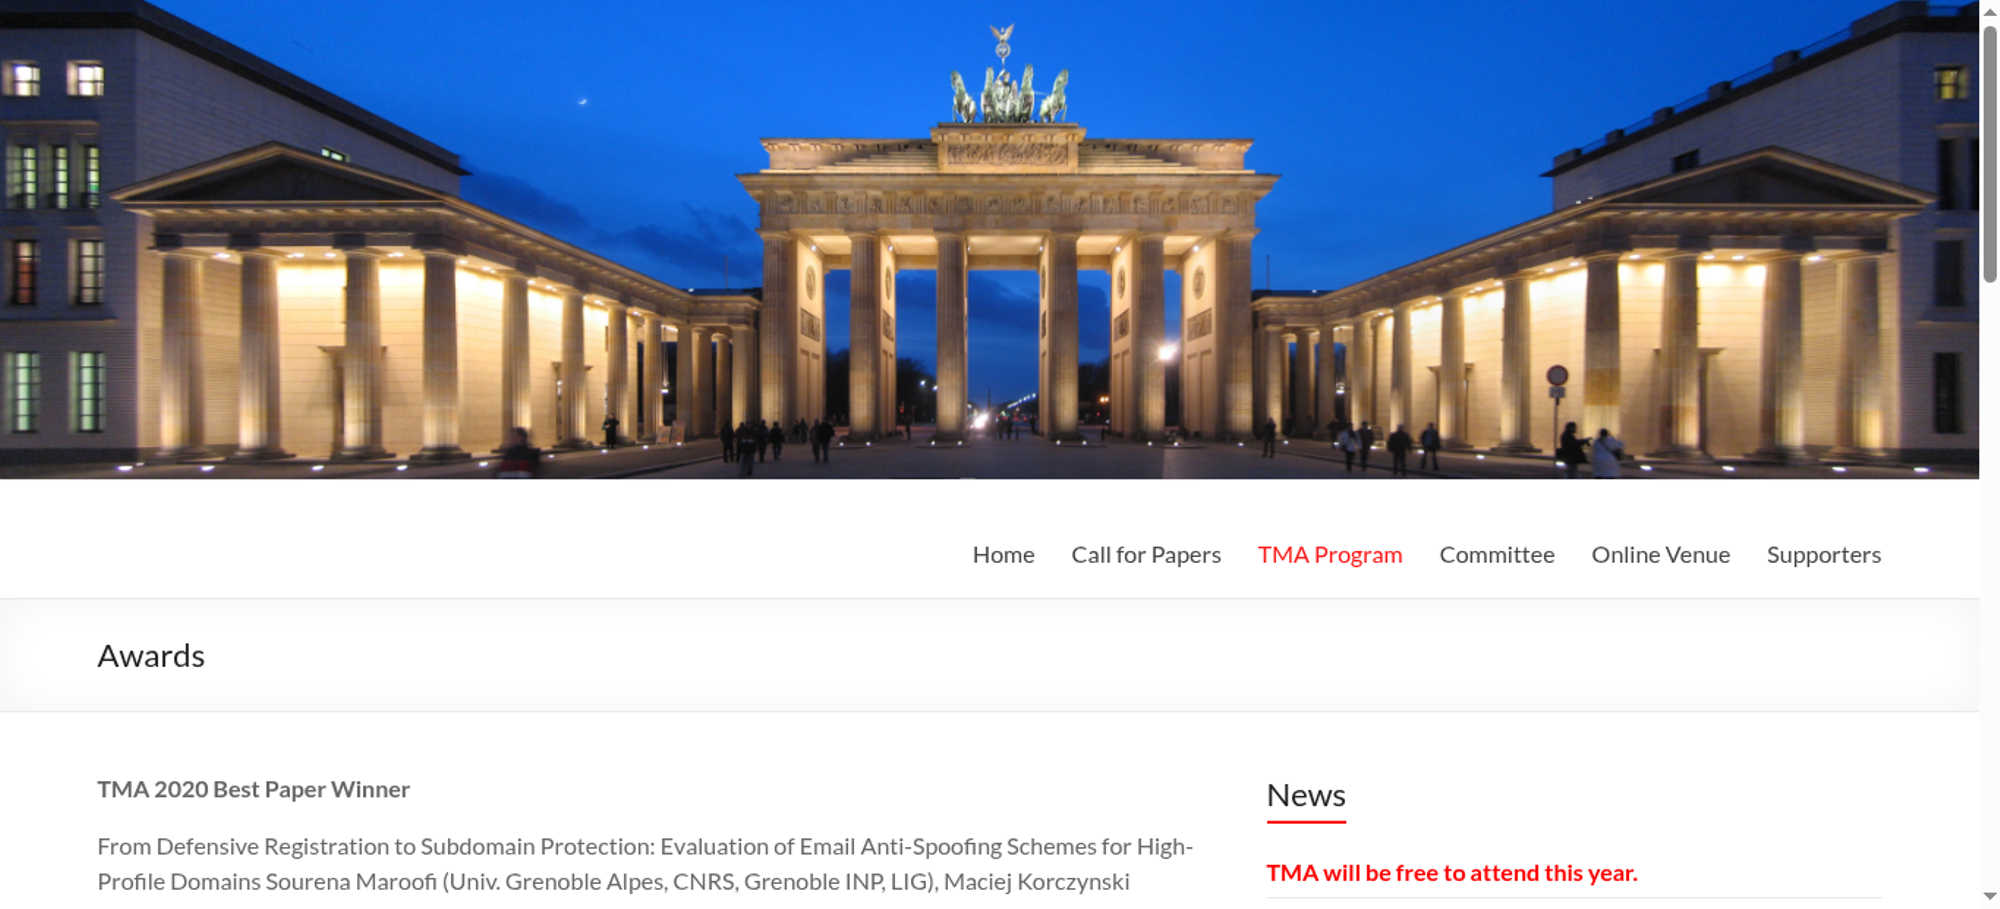 Home Call for Papers TMA Program Committee Online Venue Supporters
Awards
TMA 2020 Best Paper Winner
From Defensive Registration to Subdomain Protection: Evaluation of Email Anti-Spoofing Schemes for High-
Profile Domains Sourena Maroofi (Univ. Grenoble Alpes, CNRS, Grenoble INP, LIG), Maciej Korczynski
News
TMA will be free to attend this year.